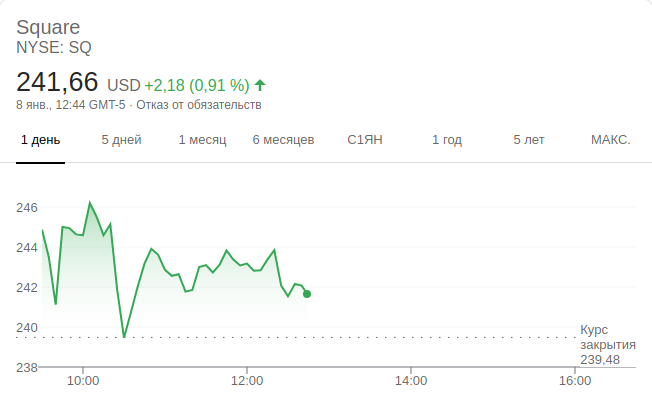 Square
NYSE: SQ
241,66 USD +2,18 (0,91 %)
8 янв., 12:44 GMT-5 · Отказ от обязательств
1 день 5 дней 1 месяц 6 месяцев С1ЯН 1 год 5 лет МАКС.
246
244
242
240
238
Курс
закрытия
239,48
10:00 12:00 14:00 16:00